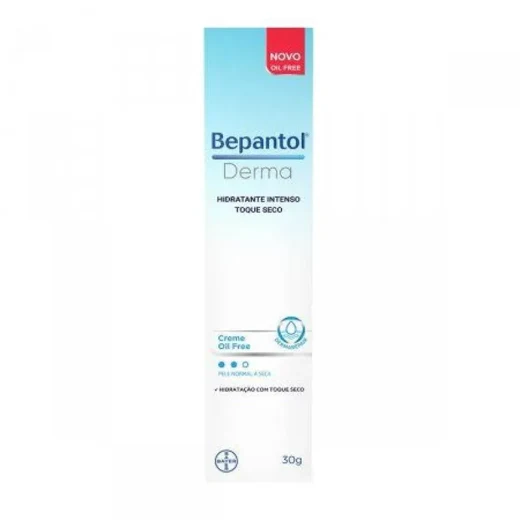 NOVO
OIL FREE
Bepantol®
Derma
HIDRATANTE INTENSO
TOQUE SECO
Creme
Oil Free
PELE NORMAL A SECA
✓ HIDRATAÇÃO COM TOQUE SECO
BAYER
30g